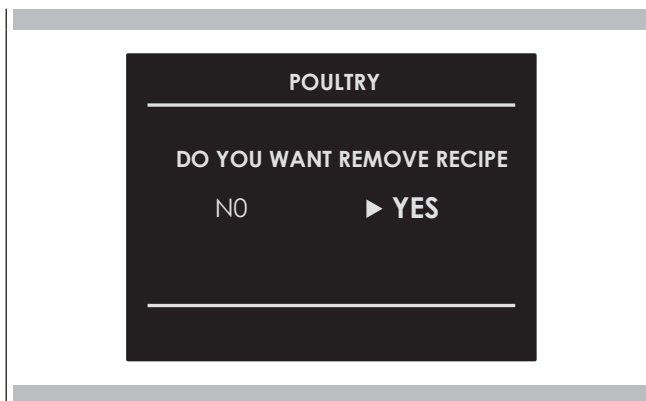 POULTRY
DO YOU WANT REMOVE RECIPE
N0 ▶ YES